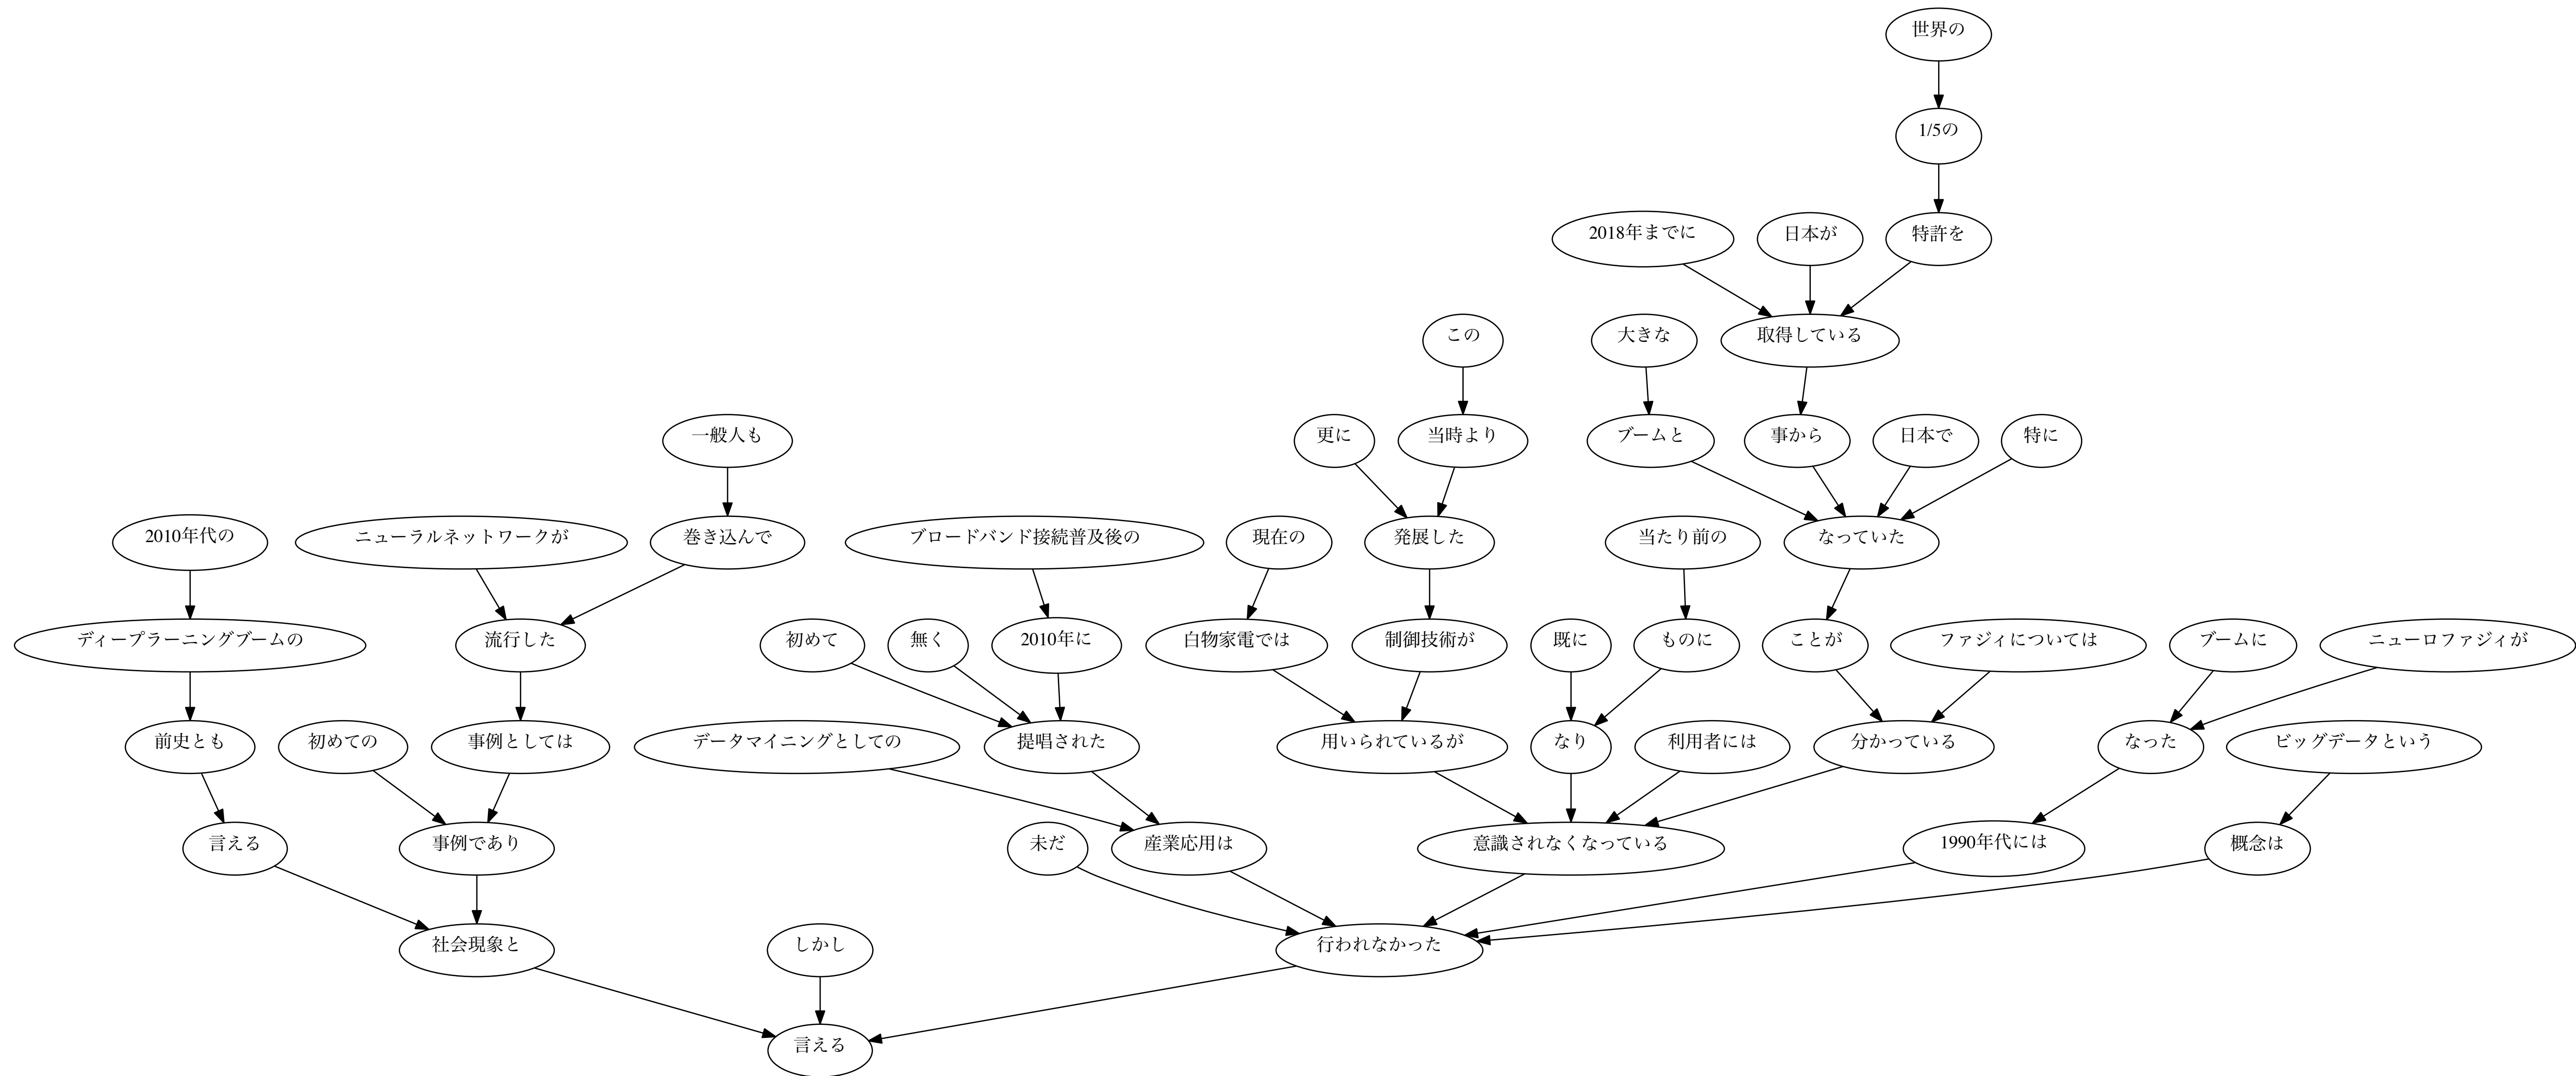 世界の
1/5の
2018年までに
日本が
特許を
この
大きな
取得している
一般人も
更に
当時より
ブームと
事から
日本で
特に
2010年代の
ニューラルネットワークが
巻き込んで
ブロードバンド接続普及後の
現在の
発展した
当たり前の
なっていた
ディープラーニングブームの
流行した
初めて
無く
2010年に
白物家電では
制御技術が
既に
ものに
ことが
ファジィについては
ブームに
ニューロファジィが
前史とも
初めての
事例としては
データマイニングとしての
提唱された
用いられているが
なり
利用者には
分かっている
なった
ビッグデータという
言える
事例であり
未だ
産業応用は
意識されなくなっている
1990年代には
概念は
社会現象と
しかし
行われなかった
言える